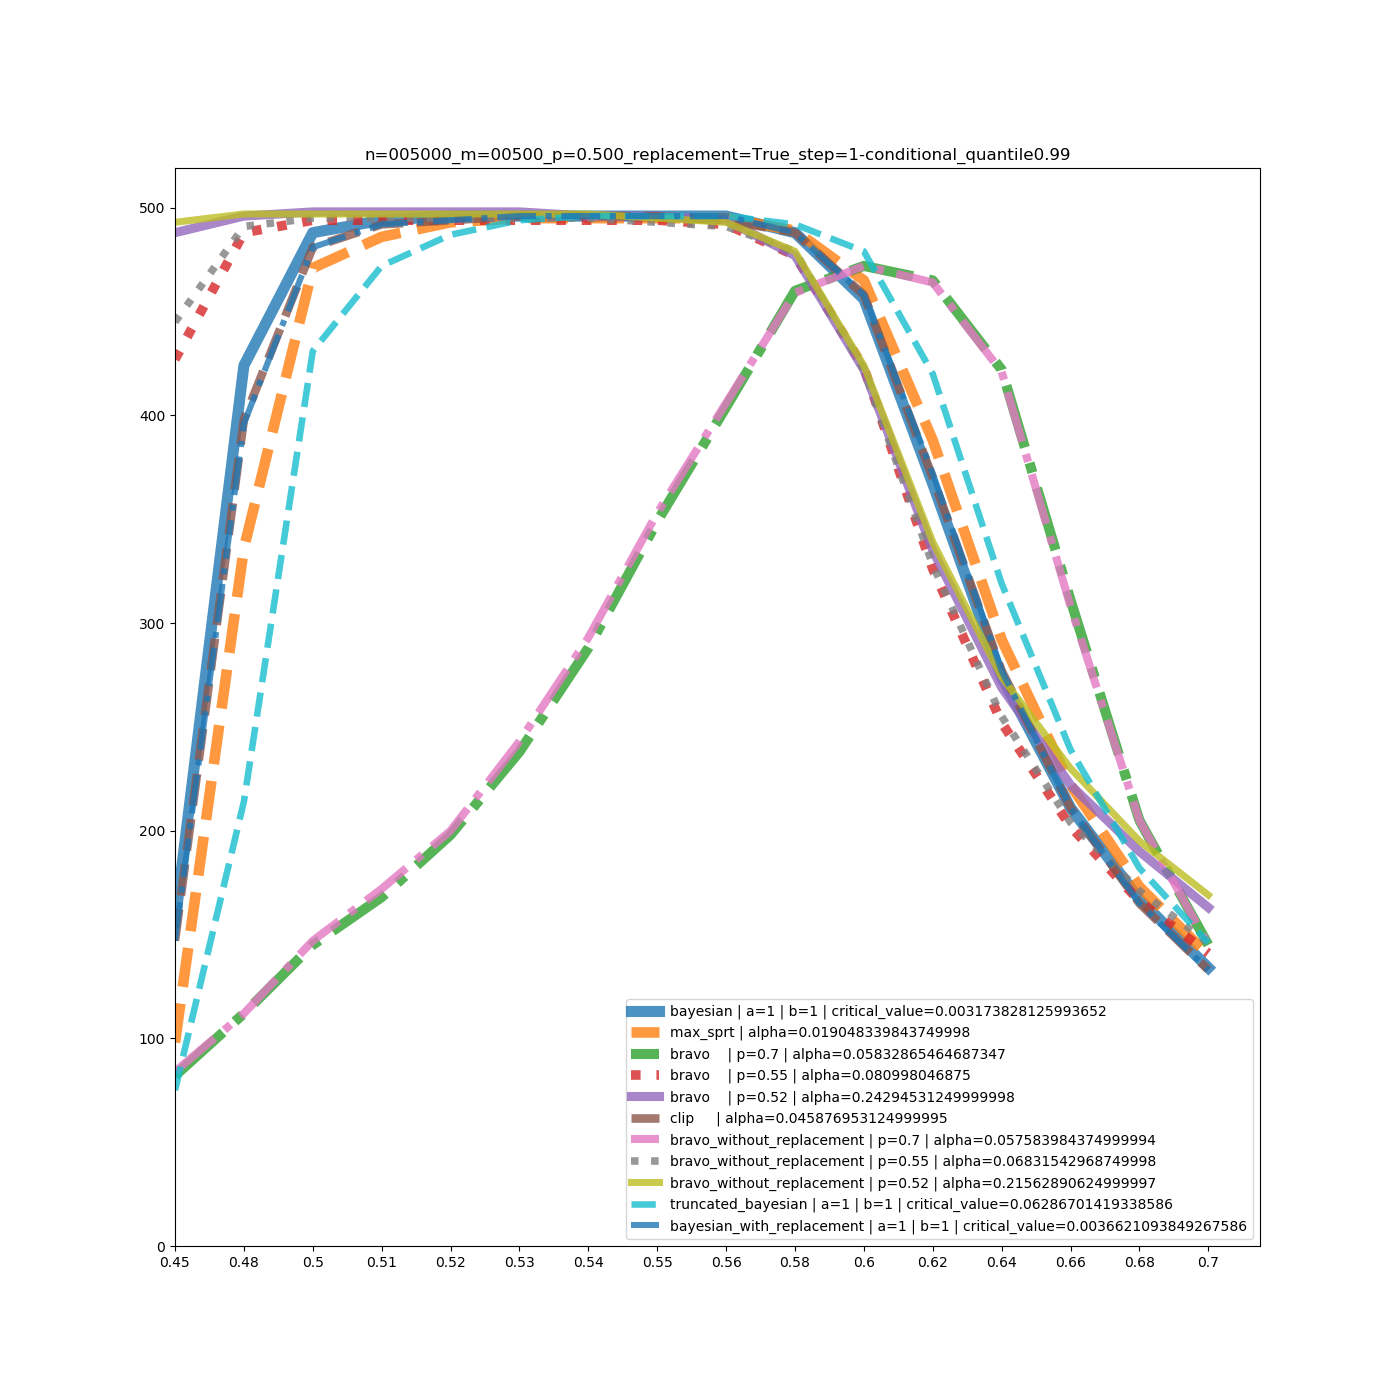 n=005000_m=00500_p=0.500_replacement=True_step=1-conditional_quantile0.99
500
400
300
200
100
0
0.45 0.48 0.5 0.51 0.52 0.53 0.54 0.55 0.56 0.58 0.6 0.62 0.64 0.66 0.68 0.7
bayesian | a=1 | b=1 | critical_value=0.003173828125993652
max_sprt | alpha=0.019048339843749998
bravo | p=0.7 | alpha=0.05832865464687347
bravo | p=0.55 | alpha=0.080998046875
bravo | p=0.52 | alpha=0.24294531249999998
clip | alpha=0.045876953124999995
bravo_without_replacement | p=0.7 | alpha=0.057583984374999994
bravo_without_replacement | p=0.55 | alpha=0.06831542968749998
bravo_without_replacement | p=0.52 | alpha=0.21562890624999997
truncated_bayesian | a=1 | b=1 | critical_value=0.06286701419338586
bayesian_with_replacement | a=1 | b=1 | critical_value=0.0036621093849267586